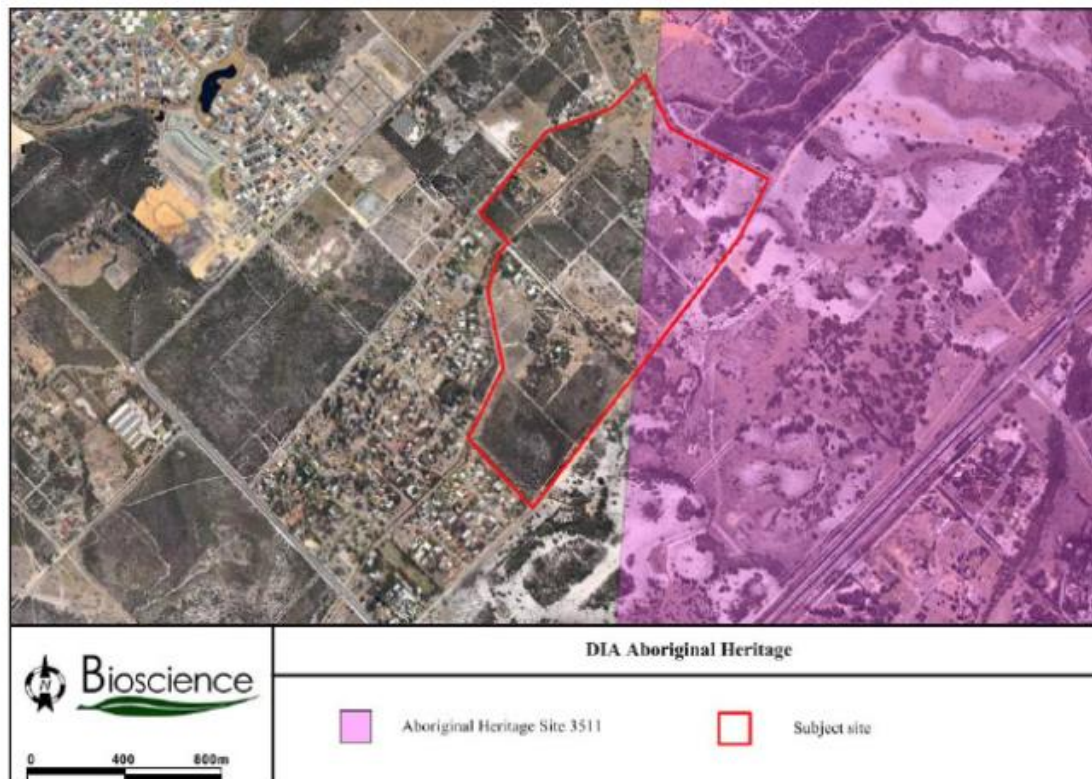 DIA Aboriginal Heritage
N
Bioscience
Aboriginal Heritage Site 3511
Subject site
0 400 800m